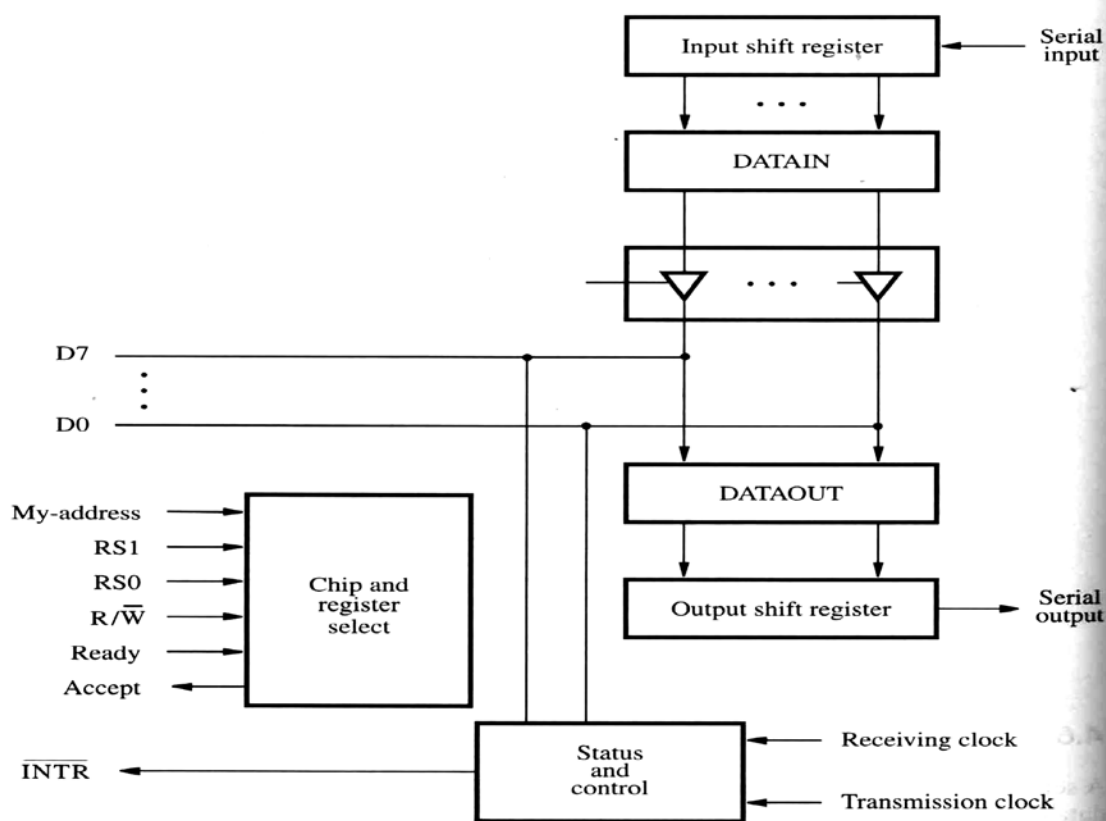 Input shift register
Serial
input
DATAIN
D7
D0
DATAOUT
My-address
RS1
RS0
R/W̅
Ready
Accept
Chip and
register
select
Output shift register
Serial
output
I̅N̅T̅R̅
Status
and
control
Receiving clock
Transmission clock